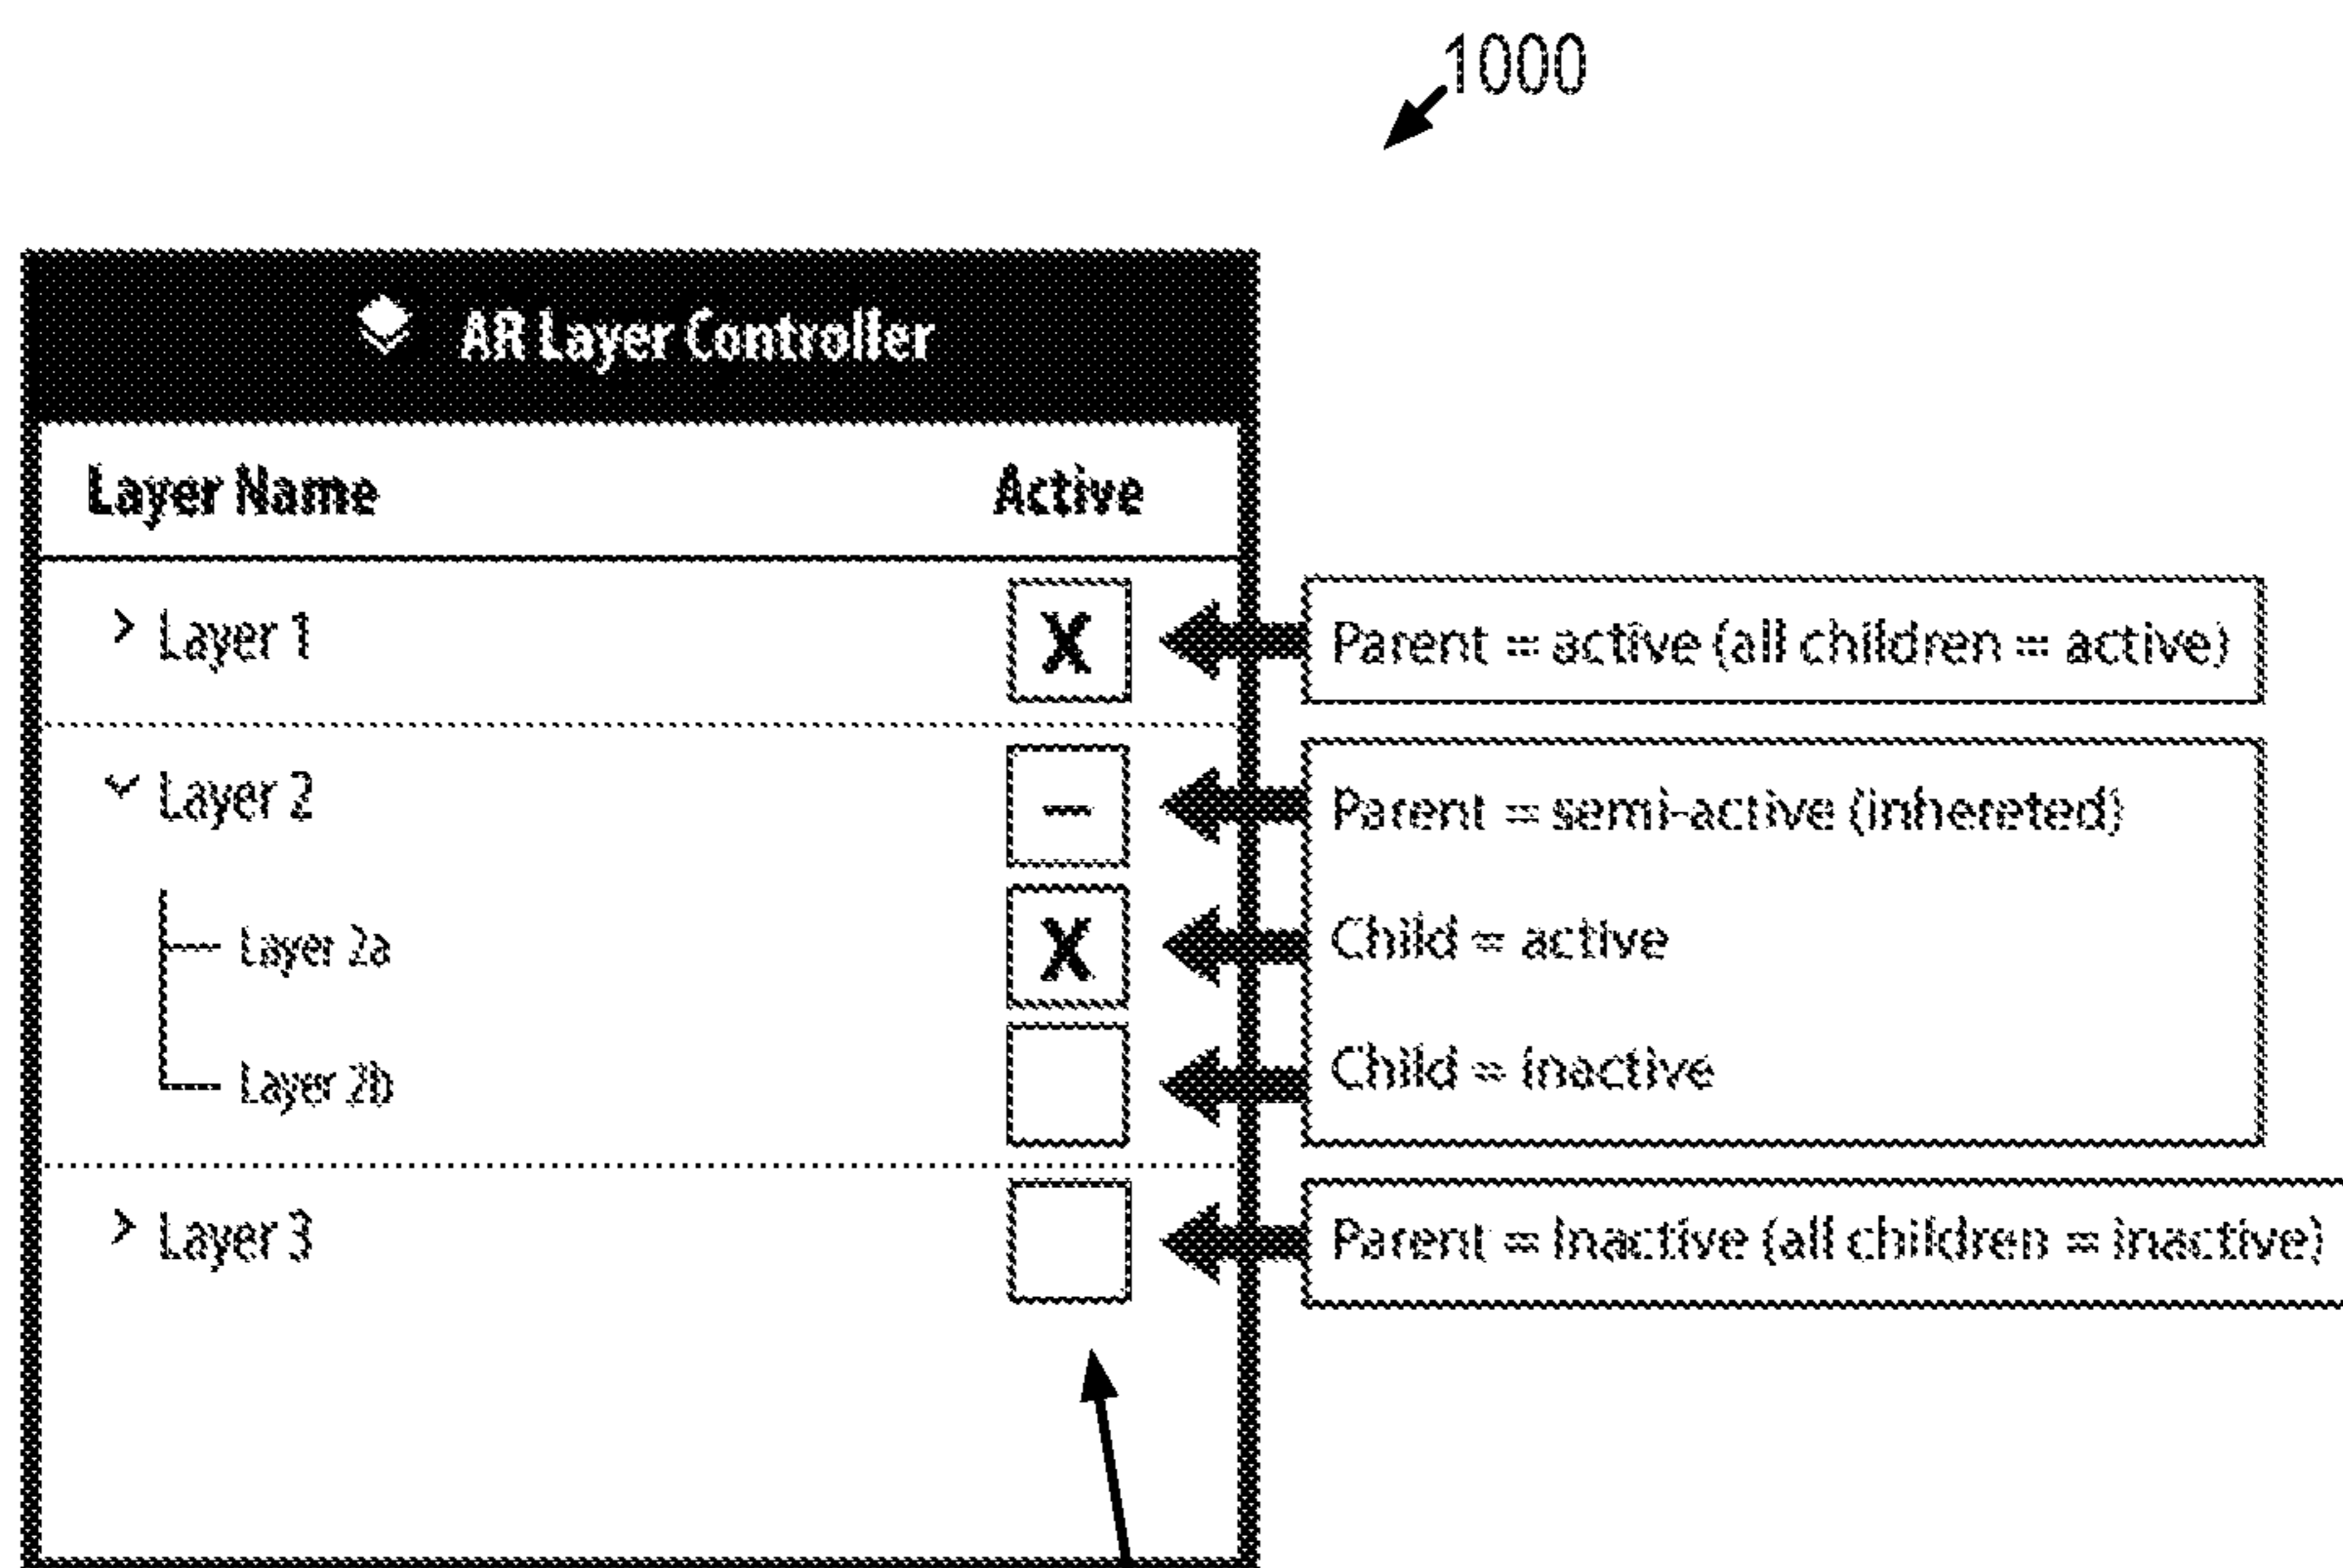 1000
AR Layer Controller
Layer Name Active
> Layer 1 X Parent = active (all children = active)
Layer 2 – Parent = semi-active (inhereted)
Layer 2a X Child = active
Layer 2b Child = inactive
> Layer 3 Parent = inactive (all children = inactive)